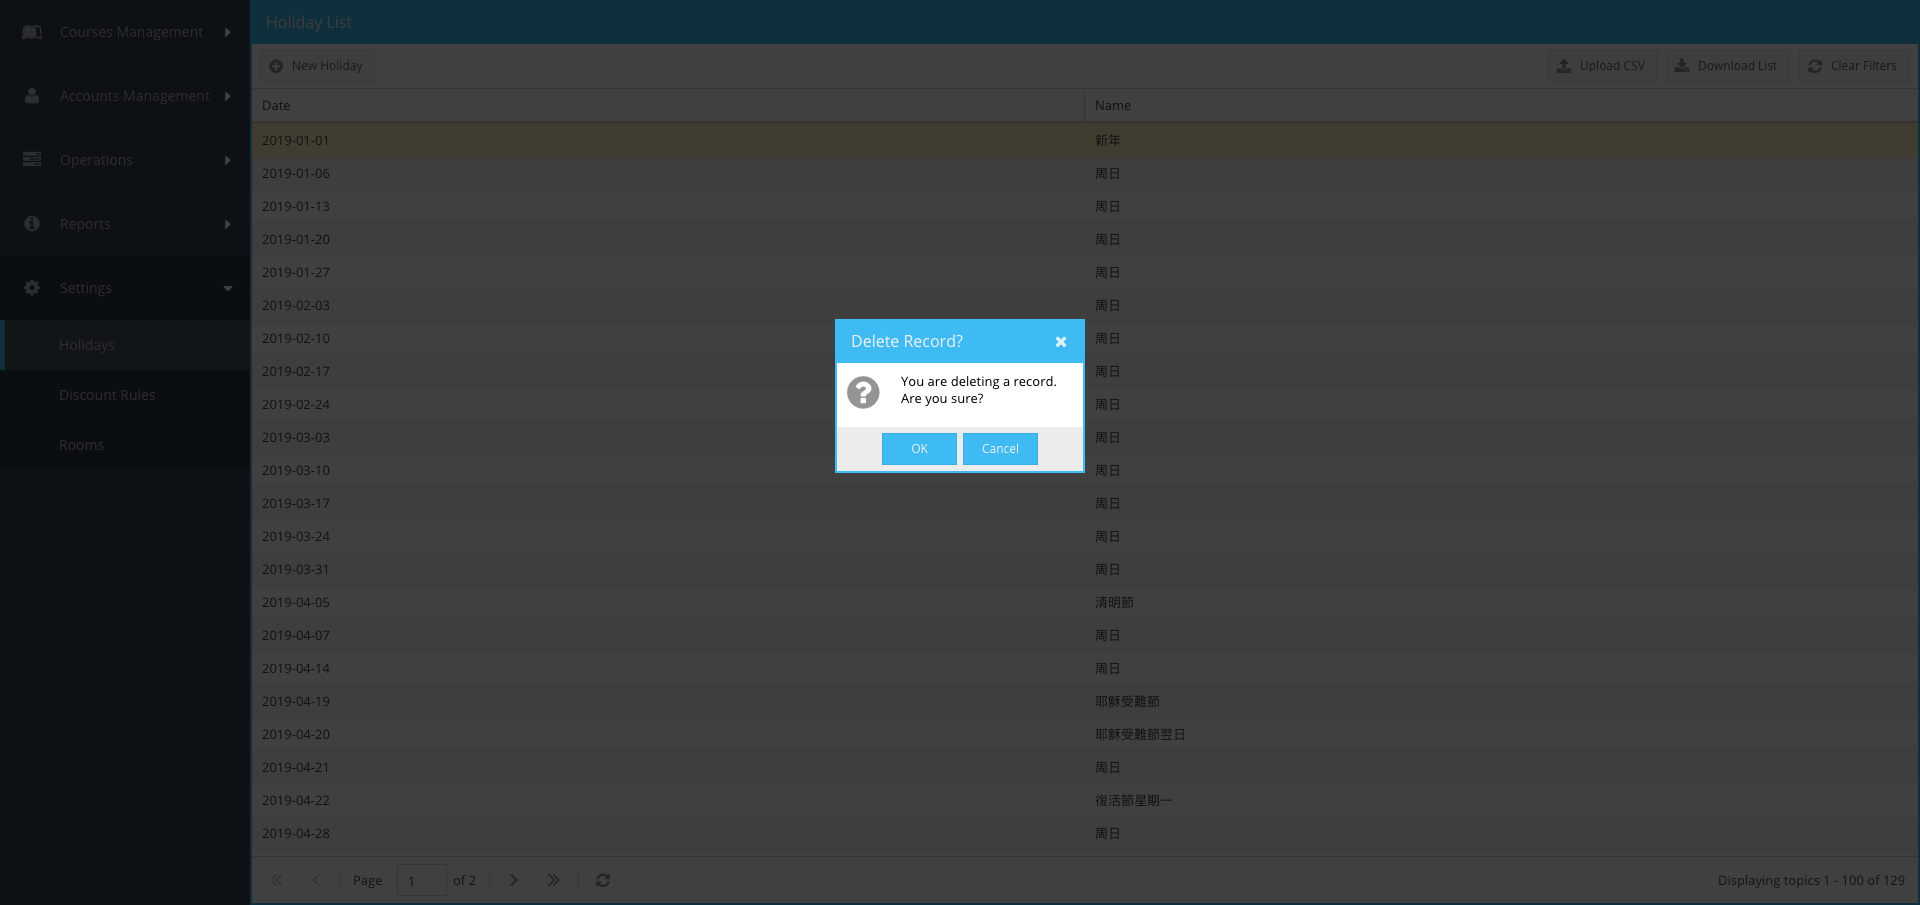 Courses Management
Accounts Management
Operations
Reports
Settings
Holidays
Discount Rules
Rooms
Holiday List
New Holiday
Upload CSV
Download List
Clear Filters
Date Name
2019-01-01 新年
2019-01-06 周日
2019-01-13 周日
2019-01-20 周日
2019-01-27 周日
2019-02-03 周日
2019-02-10 周日
2019-02-17 周日
2019-02-24 周日
2019-03-03 周日
2019-03-10 周日
2019-03-17 周日
2019-03-24 周日
2019-03-31 周日
2019-04-05 清明節
2019-04-07 周日
2019-04-14 周日
2019-04-19 耶穌受難節
2019-04-20 耶穌受難節翌日
2019-04-21 周日
2019-04-22 復活節星期一
2019-04-28 周日
Delete Record?
You are deleting a record.
Are you sure?
OK
Cancel
Page 1 of 2
Displaying topics 1 - 100 of 129